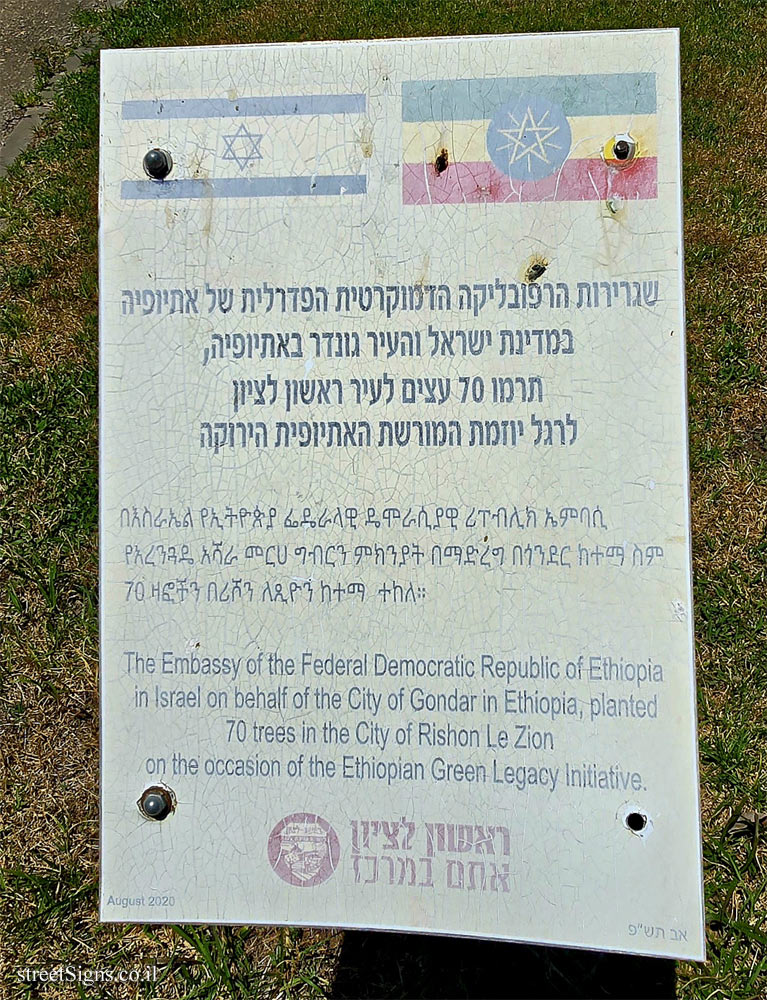 שגרירות הרפובליקה הדמוקרטית הפדרלית של אתיופיה
במדינת ישראל והעיר גונדר באתיופיה,
תרמו 70 עצים לעיר ראשון לציון
לרגל יוזמת המורשת האתיופית הירוקה
በእስራኤል የኢትዮጵያ ፌዴራላዊ ዴሞራሲያዊ ሪፐብሊክ ኤምባሲ
የአረንጓዴ አሻራ መርሀ ግብርን ምክንያት በማድረግ በጎንደር ከተማ ስም
70 ዛፎችን በሪሾን ለጺዮን ከተማ ተከለ።
The Embassy of the Federal Democratic Republic of Ethiopia
in Israel on behalf of the City of Gondar in Ethiopia, planted
70 trees in the City of Rishon Le Zion
on the occasion of the Ethiopian Green Legacy Initiative.
ראשון לציון
אתם במרכז
August 2020
אב תש"פ
streetSigns.co.il